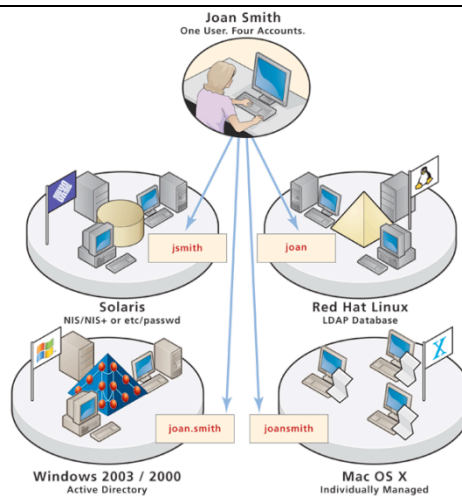 Joan Smith
One User. Four Accounts.
jsmith
joan
Solaris
NIS/NIS+ or etc/passwd
Red Hat Linux
LDAP Database
joan.smith
joansmith
Windows 2003 / 2000
Active Directory
Mac OS X
Individually Managed